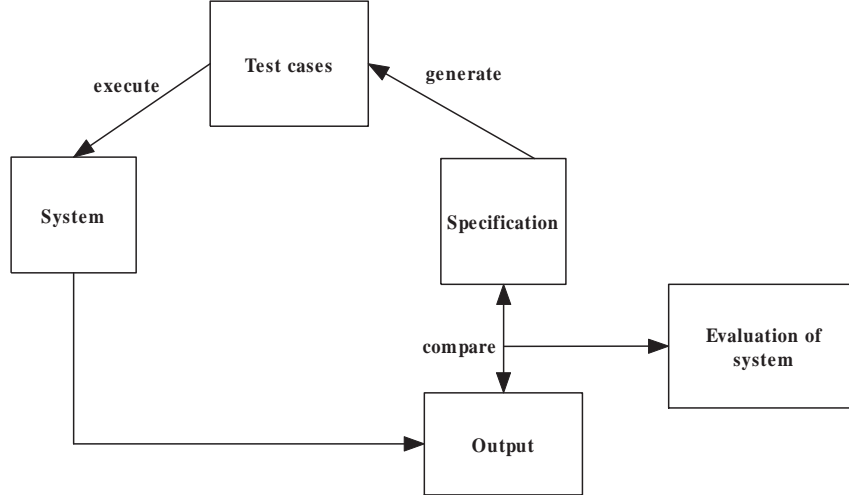 Test cases
generate
execute
System
Specification
compare
Evaluation of
system
Output